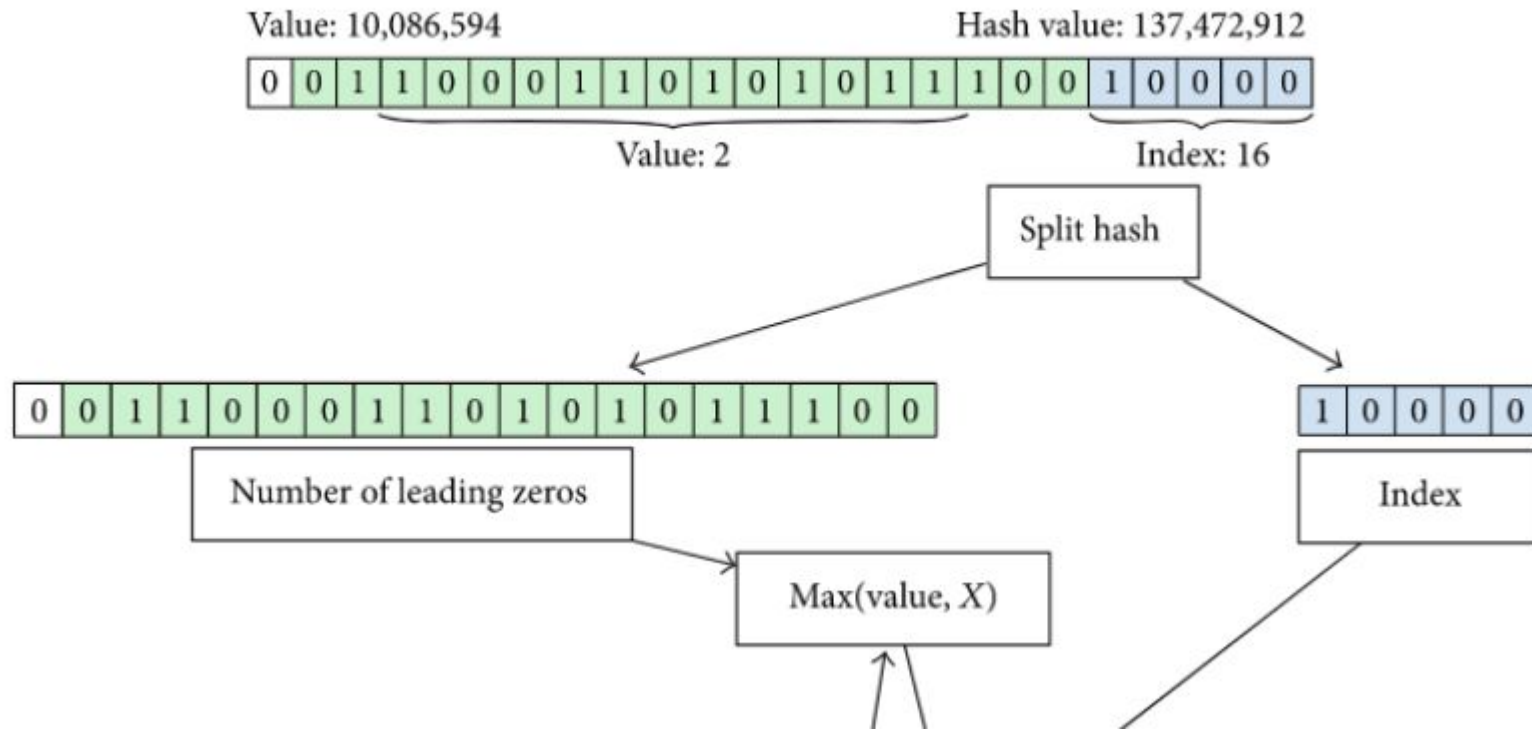 Value: 10,086,594 Hash value: 137,472,912
0 0 1 1 0 0 0 1 1 0 1 0 1 0 1 1 1 0 0 1 0 0 0 0
Value: 2 Index: 16
Split hash
0 0 1 1 0 0 0 1 1 0 1 0 1 0 1 1 1 0 0 1 0 0 0 0
Number of leading zeros Index
Max(value, X)